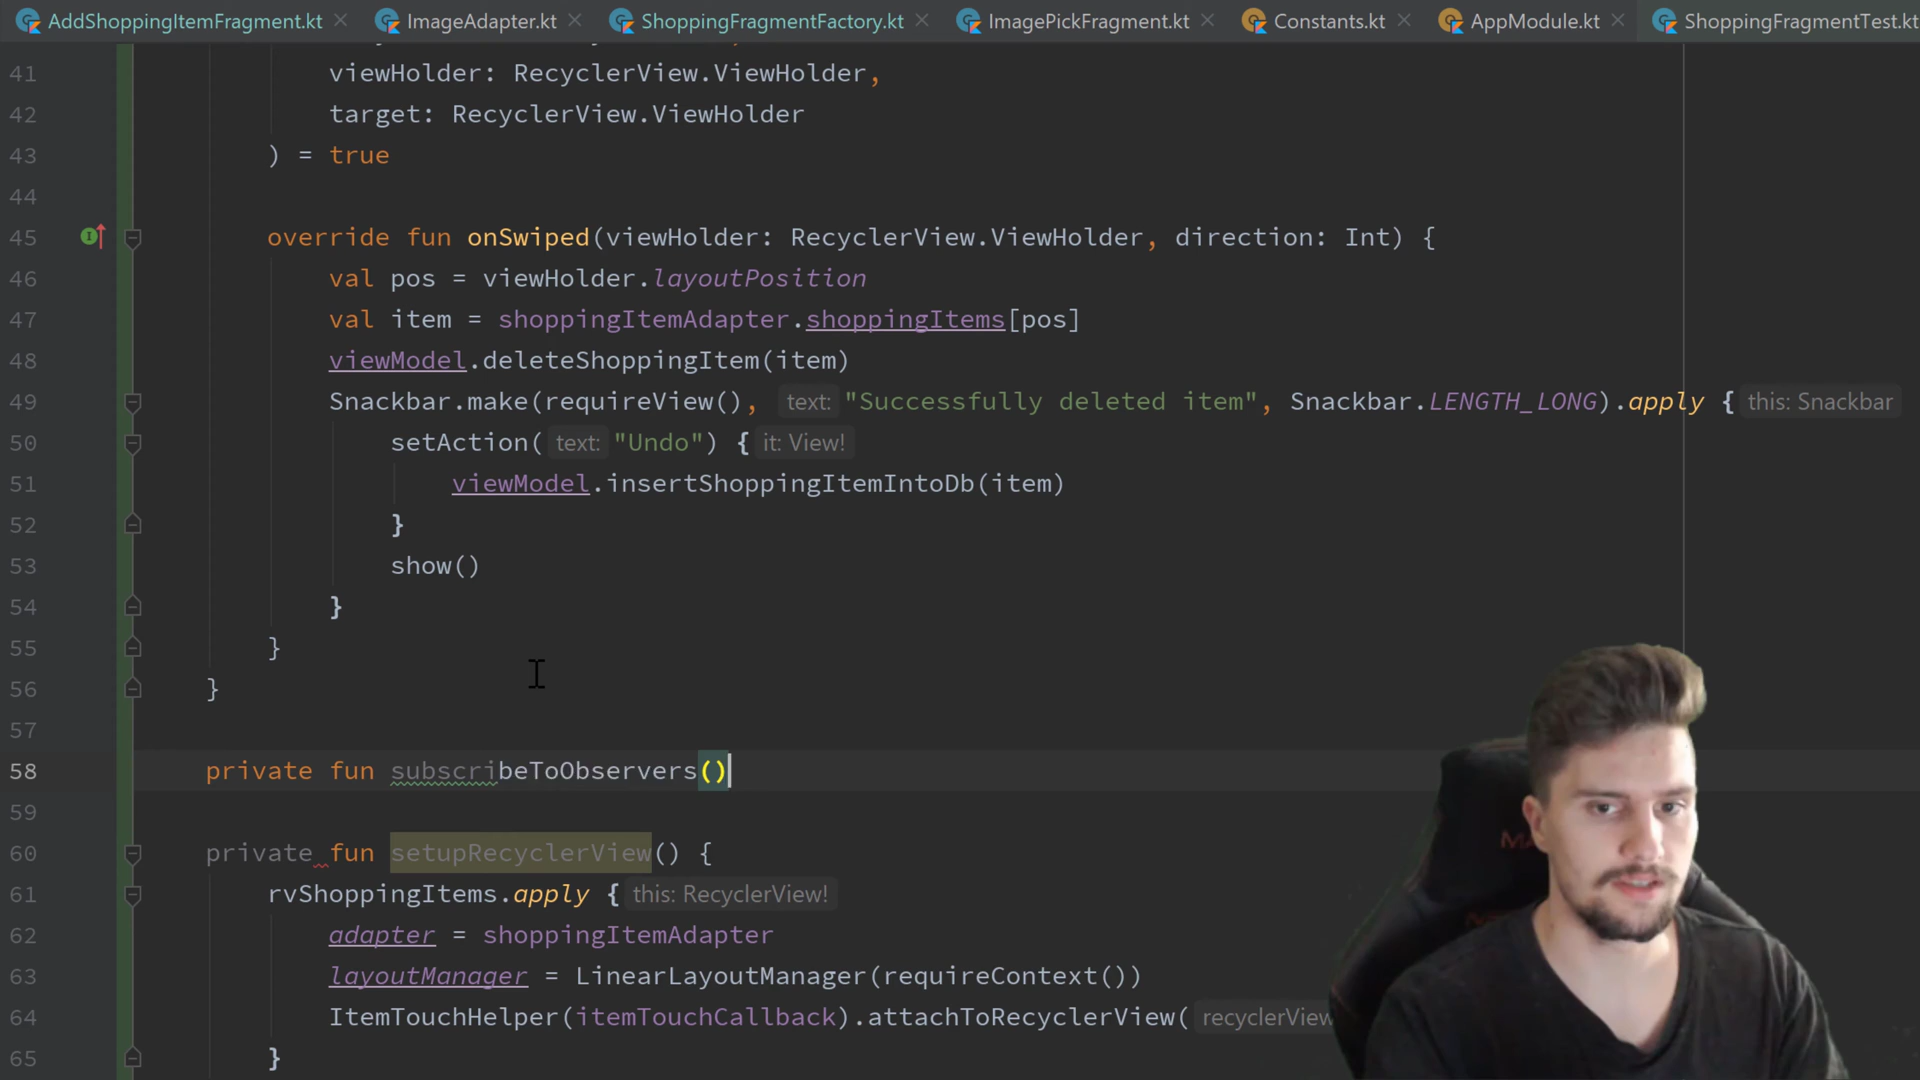 AddShoppingItemFragment.kt ImageAdapter.kt ShoppingFragmentFactory.kt ImagePickFragment.kt Constants.kt AppModule.kt ShoppingFragmentTest.kt
41 viewHolder: RecyclerView.ViewHolder,
42 target: RecyclerView.ViewHolder
43 ) = true
44
45 override fun onSwiped(viewHolder: RecyclerView.ViewHolder, direction: Int) {
46 val pos = viewHolder.layoutPosition
47 val item = shoppingItemAdapter.shoppingItems[pos]
48 viewModel.deleteShoppingItem(item)
49 Snackbar.make(requireView(), text: "Successfully deleted item", Snackbar.LENGTH_LONG).apply { this: Snackbar
50 setAction( text: "Undo") { it: View!
51 viewModel.insertShoppingItemIntoDb(item)
52 }
53 show()
54 }
55 }
56 }
57
58 private fun subscribeToObservers()
59
60 private fun setupRecyclerView() {
61 rvShoppingItems.apply { this: RecyclerView!
62 adapter = shoppingItemAdapter
63 layoutManager = LinearLayoutManager(requireContext())
64 ItemTouchHelper(itemTouchCallback).attachToRecyclerView( recyclerView
65 }